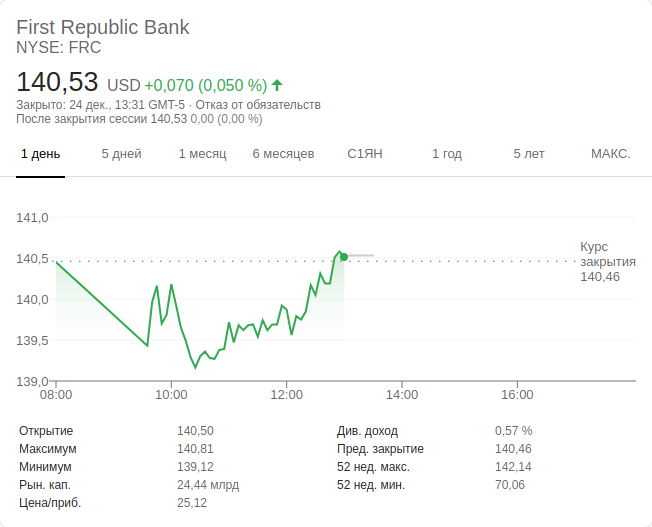 First Republic Bank
NYSE: FRC
140,53 USD +0,070 (0,050 %)
Закрыто: 24 дек., 13:31 GMT-5 · Отказ от обязательств
После закрытия сессии 140,53 0,00 (0,00 %)
1 день 5 дней 1 месяц 6 месяцев С1ЯН 1 год 5 лет МАКС.
141,0
140,5
140,0
139,5
139,0
Курс
закрытия
140,46
08:00 10:00 12:00 14:00 16:00
Открытие 140,50 Див. доход 0,57 %
Максимум 140,81 Пред. закрытие 140,46
Минимум 139,12 52 нед. макс. 142,14
Рын. кап. 24,44 млрд 52 нед. мин. 70,06
Цена/приб. 25,12